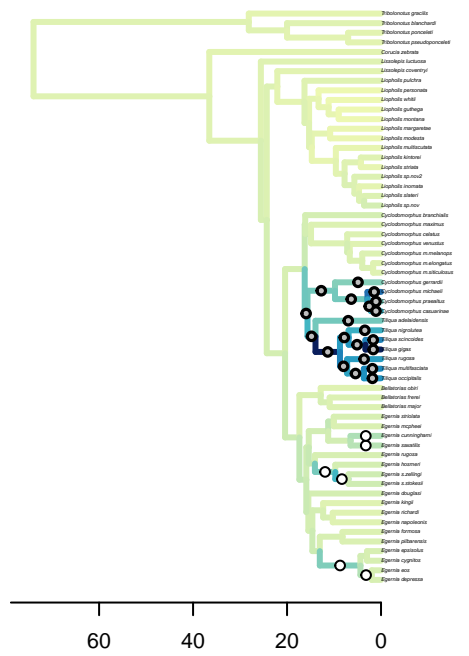 Tribolonotus gracilis
Tribolonotus blanchardi
Tribolonotus ponceleti
Tribolonotus pseudoponceleti
Corucia zebrata
Lissolepis luctuosa
Lissolepis coventryi
Liopholis pulchra
Liopholis personata
Liopholis whitii
Liopholis guthega
Liopholis montana
Liopholis margaretae
Liopholis modesta
Liopholis multiscutata
Liopholis kintorei
Liopholis striata
Liopholis sp.nov2
Liopholis inornata
Liopholis slateri
Liopholis sp.nov
Cyclodomorphus branchialis
Cyclodomorphus maximus
Cyclodomorphus celatus
Cyclodomorphus venustus
Cyclodomorphus m.melanops
Cyclodomorphus m.elongatus
Cyclodomorphus m.siliculosus
Cyclodomorphus gerrardii
Cyclodomorphus michaeli
Cyclodomorphus praealtus
Cyclodomorphus casuarinae
Tiliqua adelaidensis
Tiliqua nigrolutea
Tiliqua scincoides
Tiliqua gigas
Tiliqua rugosa
Tiliqua multifasciata
Tiliqua occipitalis
Bellatorias obiri
Bellatorias frerei
Bellatorias major
Egernia striolata
Egernia mcpheei
Egernia cunninghami
Egernia saxatilis
Egernia rugosa
Egernia hosmeri
Egernia s.zellingi
Egernia s.stokesii
Egernia douglasi
Egernia kingii
Egernia richardi
Egernia napoleonis
Egernia formosa
Egernia pilbarensis
Egernia episolus
Egernia cygnitos
Egernia eos
Egernia depressa
60 40 20 0